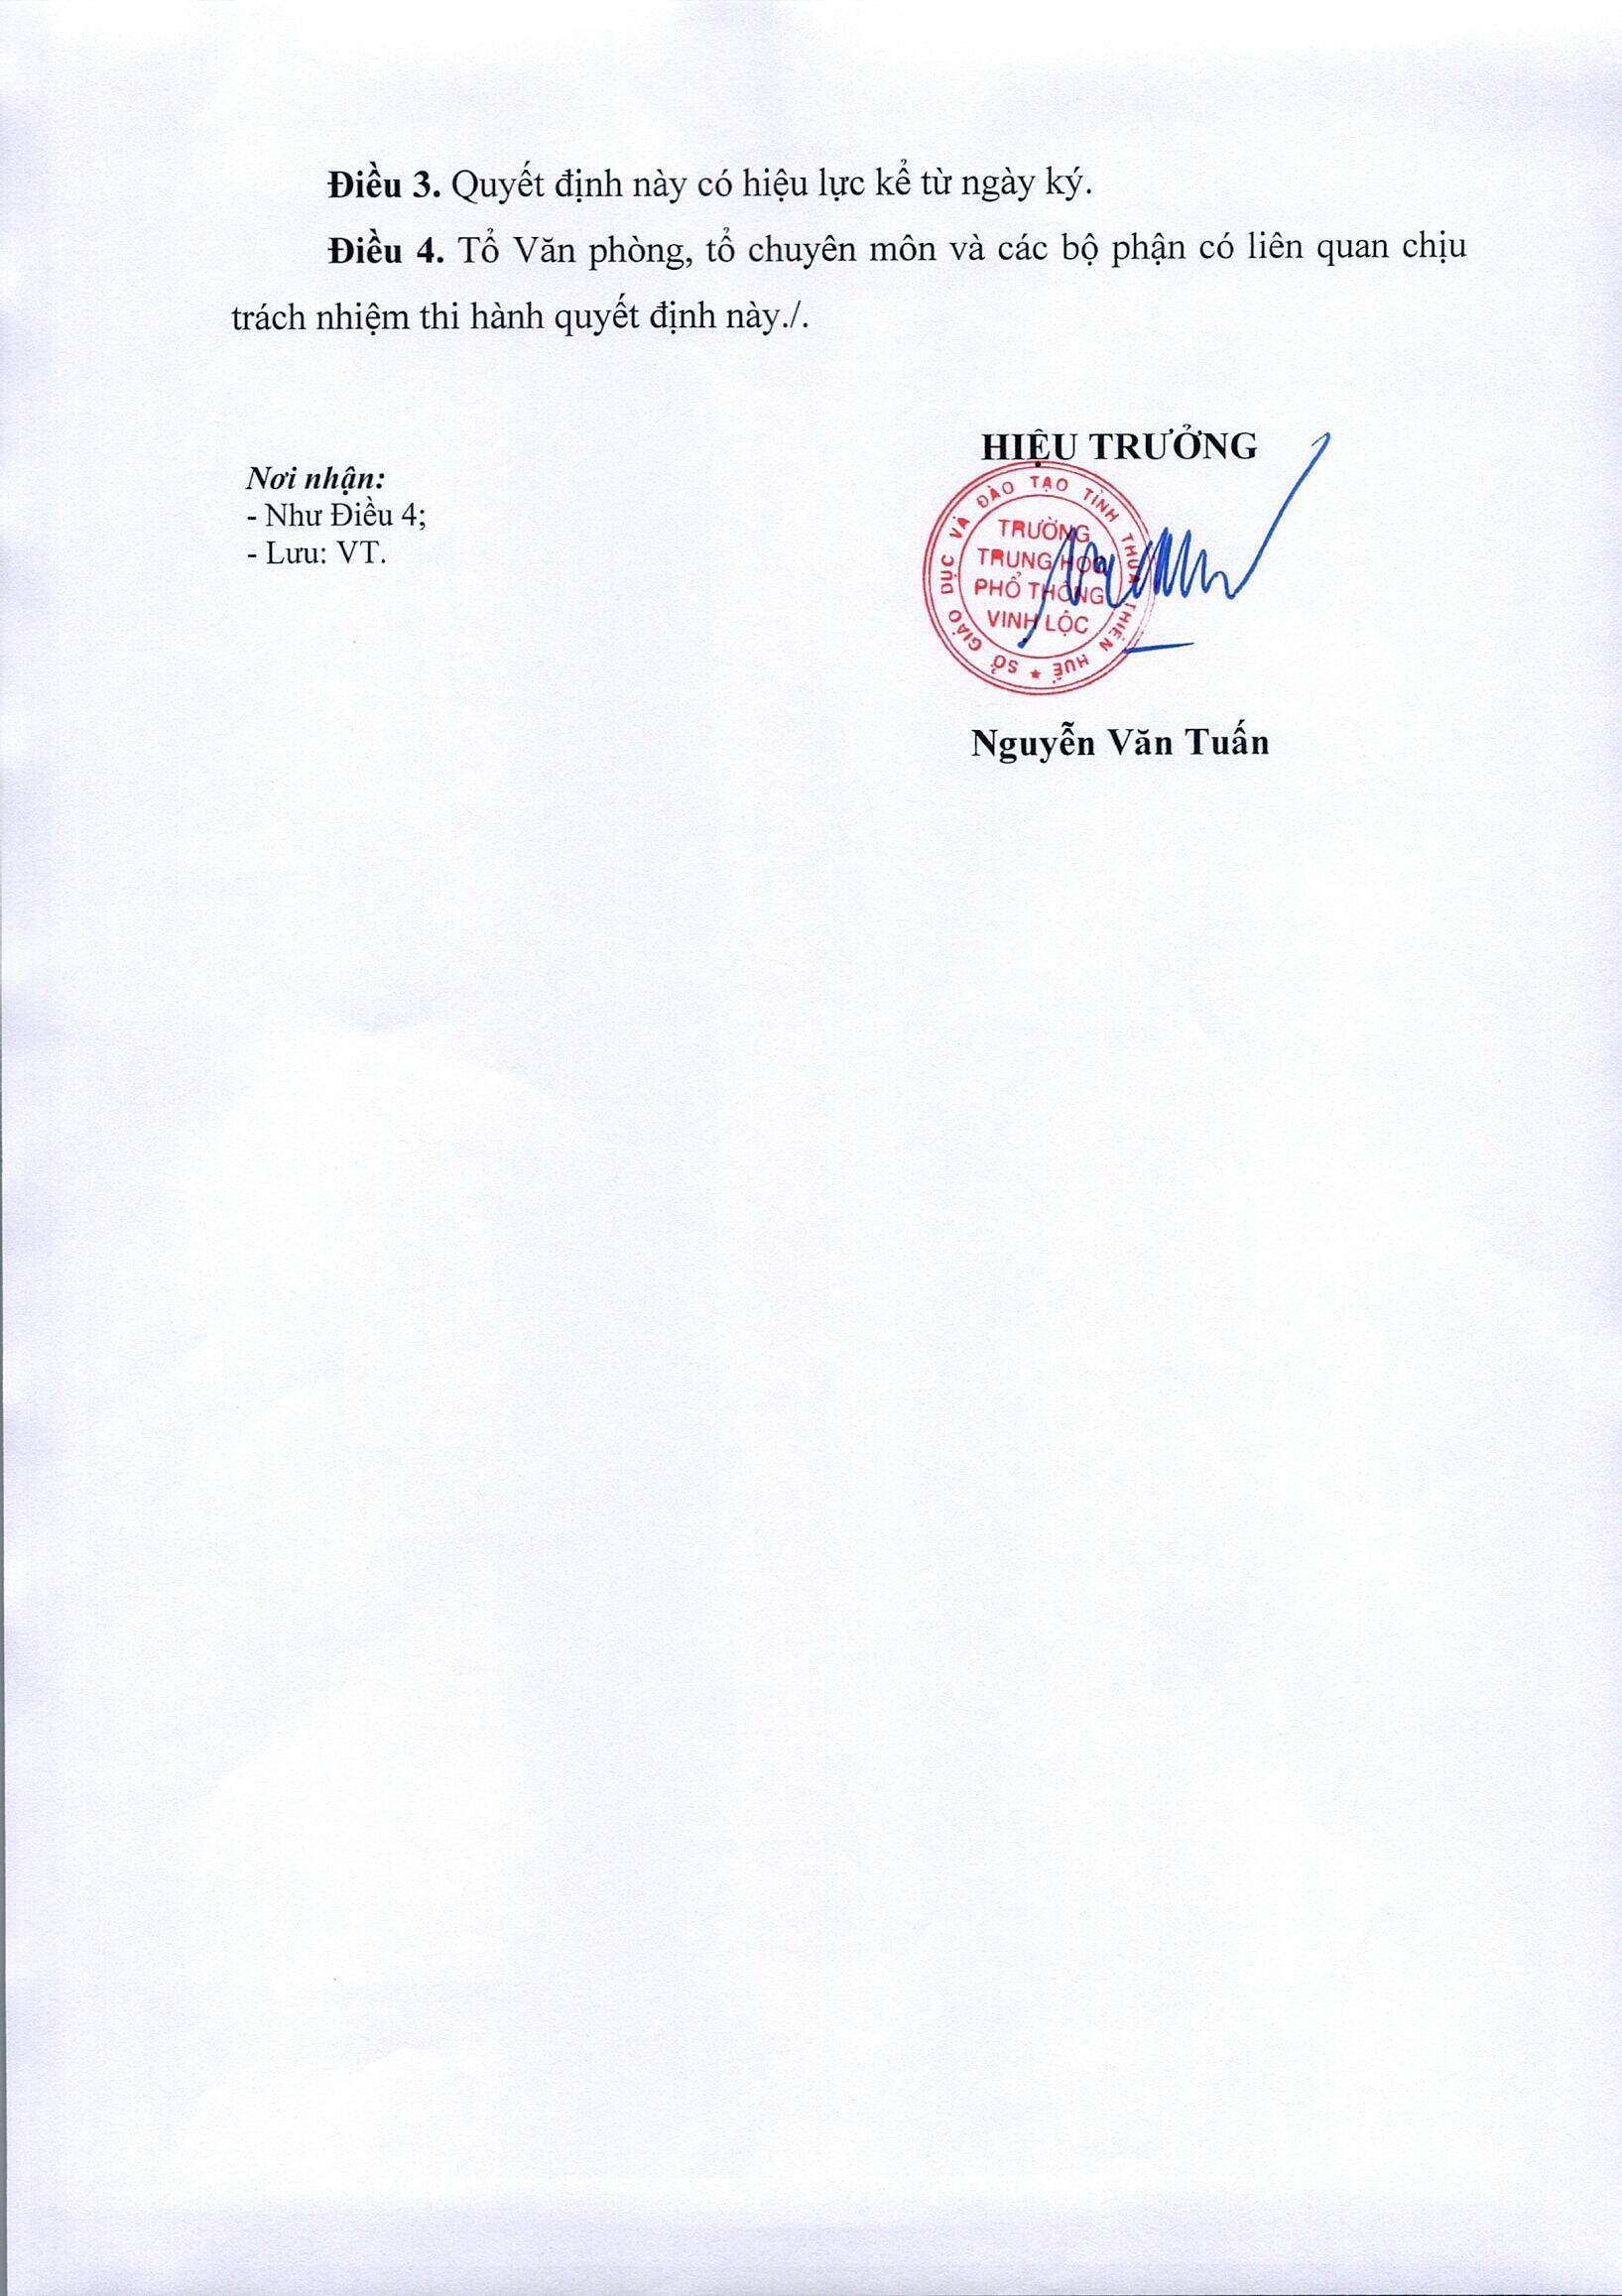 Điều 3. Quyết định này có hiệu lực kể từ ngày ký.
Điều 4. Tổ Văn phòng, tổ chuyên môn và các bộ phận có liên quan chịu
trách nhiệm thi hành quyết định này./.
HIỆU TRƯỞNG
Nơi nhận:
- Như Điều 4;
- Lưu: VT.
SỞ GIÁO DỤC VÀ ĐÀO TẠO TỈNH THỪA THIÊN HUẾ ★
TRƯỜNG
TRUNG HỌC
PHỔ THÔNG
VINH LỘC
Nguyễn Văn Tuấn